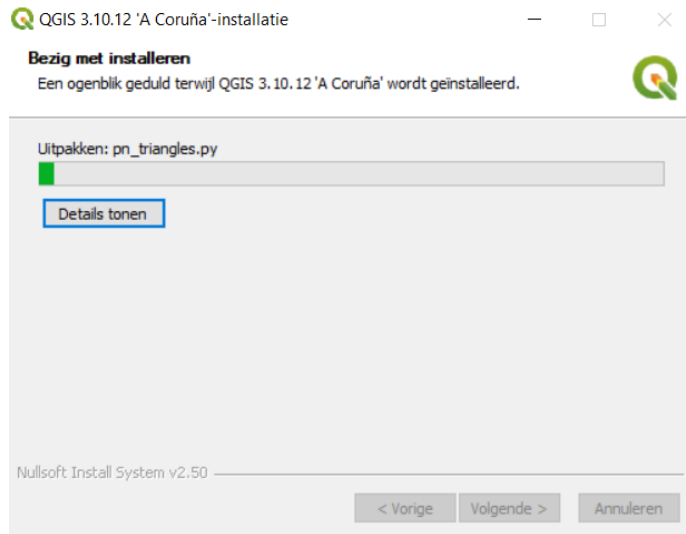 QGIS 3.10.12 'A Coruña'-installatie
Bezig met installeren
Een ogenblik geduld terwijl QGIS 3.10.12 'A Coruña' wordt geïnstalleerd.
Uitpakken: pn_triangles.py
Details tonen
Nullsoft Install System v2.50
< Vorige Volgende > Annuleren